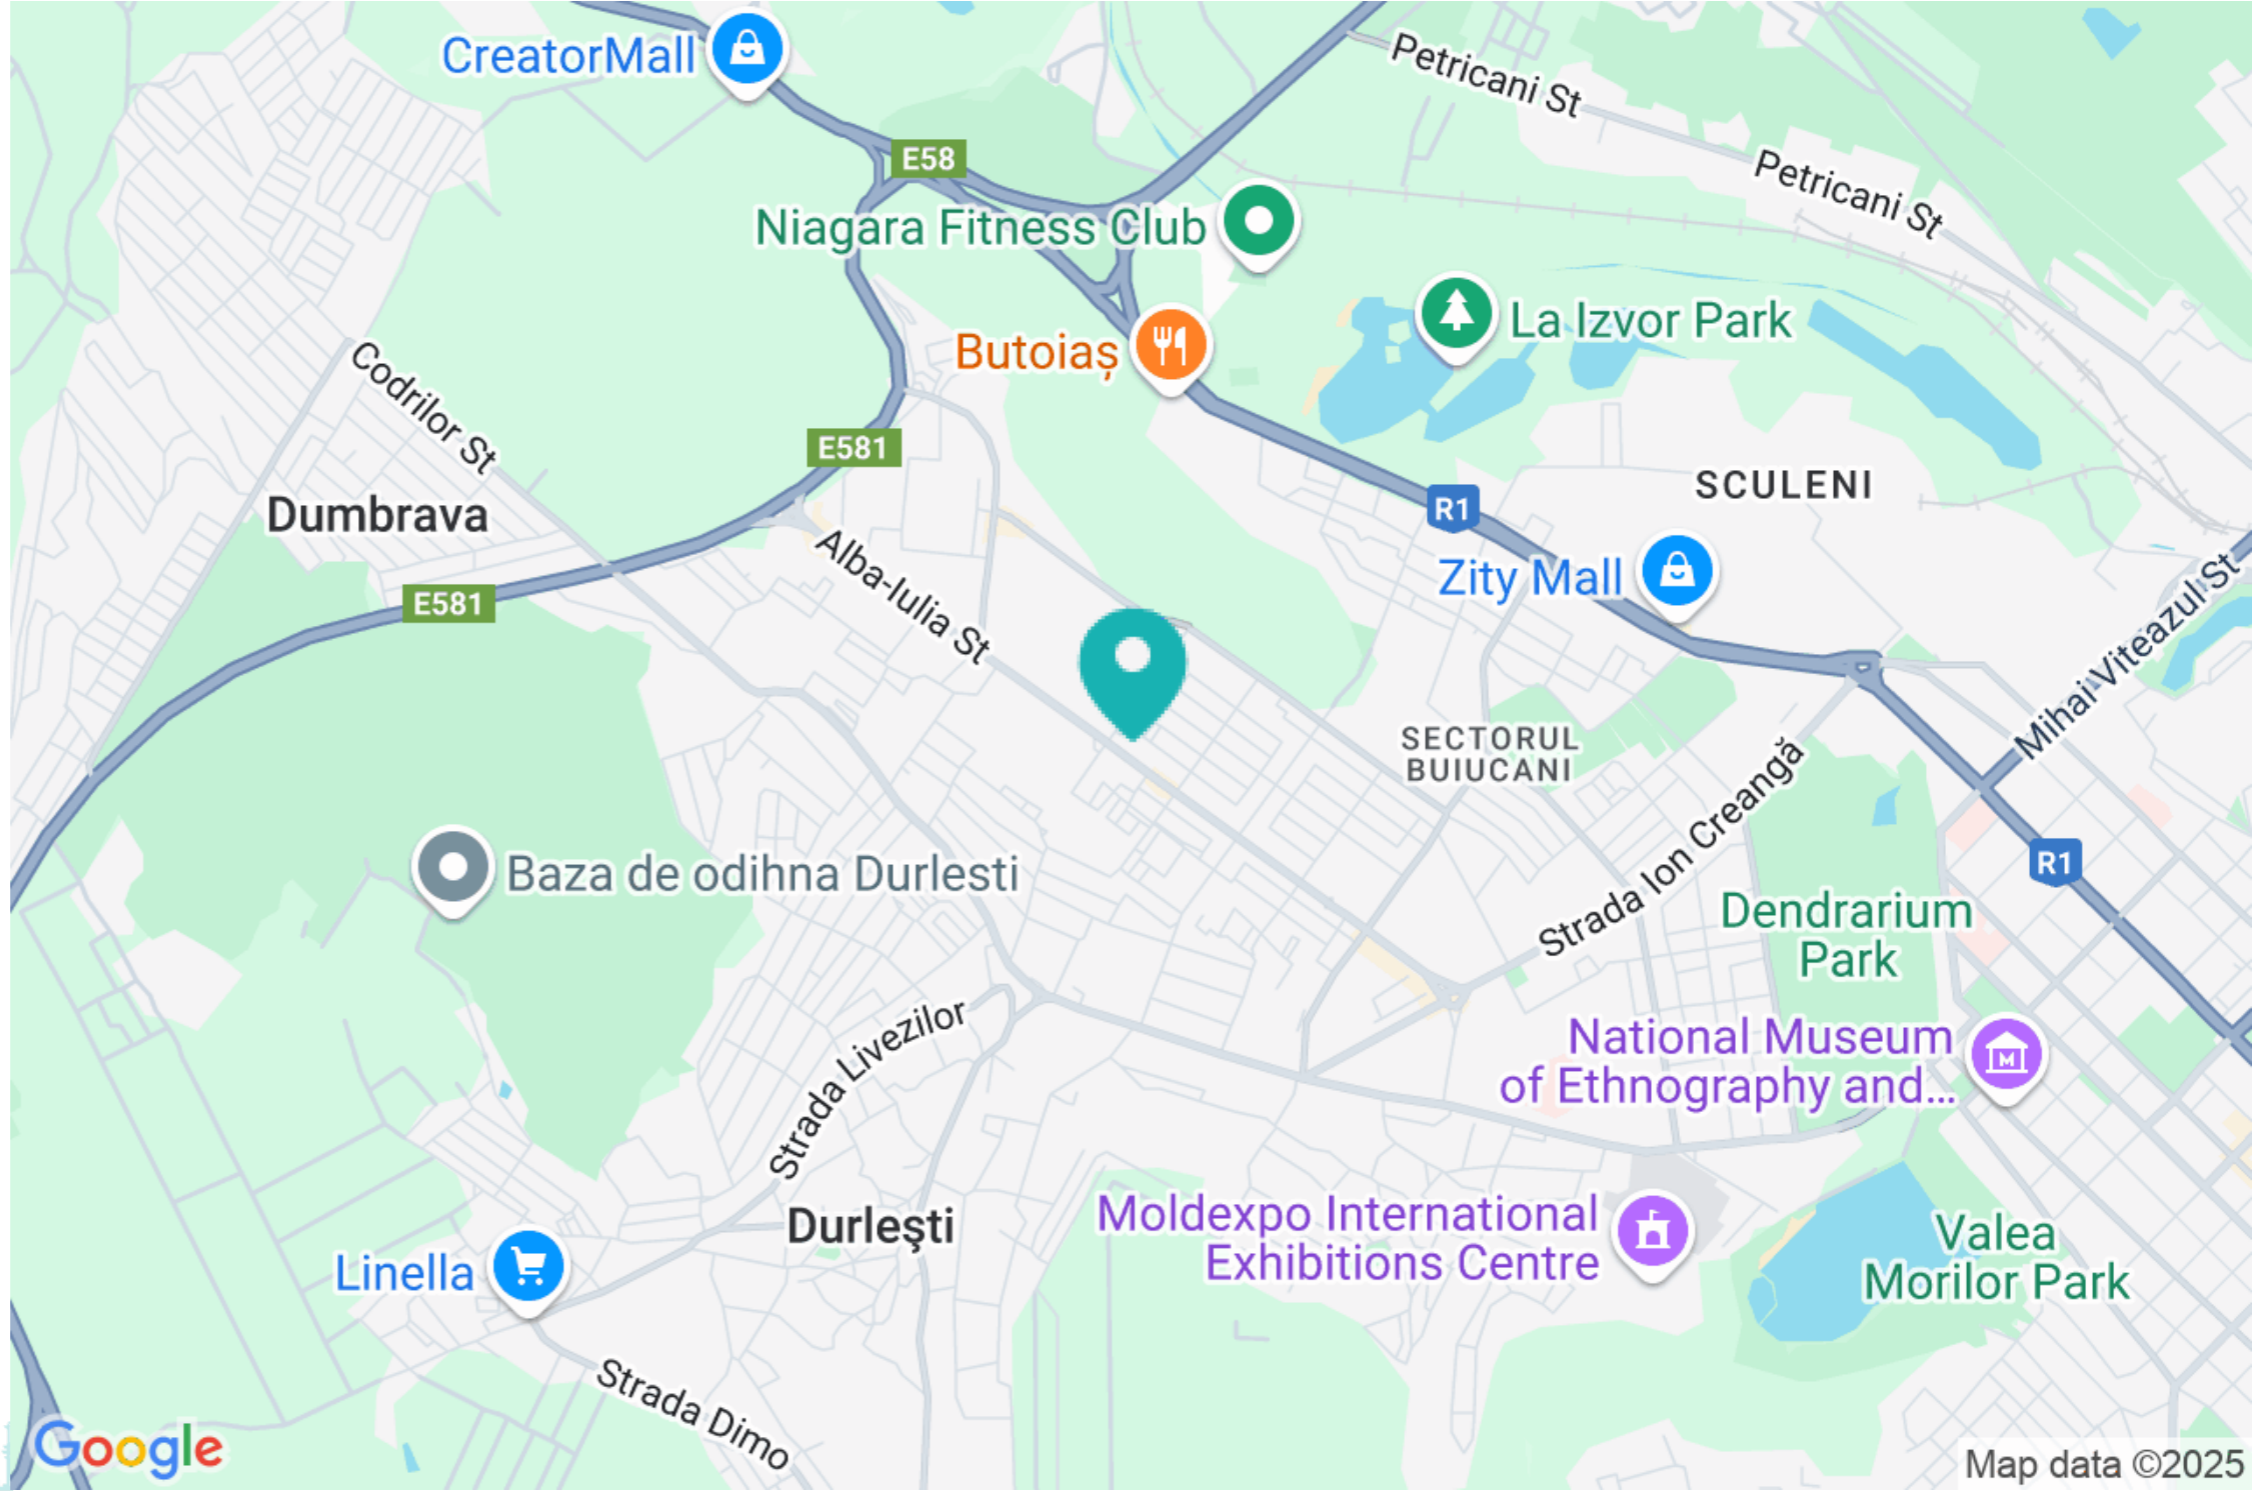 CreatorMall
Petricani St
E58
Petricani St
Niagara Fitness Club
La Izvor Park
Butoiaș
Codrilor St
E581
SCULENI
R1
Dumbrava
Alba-Iulia St
Zity Mall
E581
Mihai Viteazul St
SECTORUL
BUIUCANI
Strada Ion Creangă
R1
Baza de odihna Durlesti
Dendrarium
Park
Strada Livezilor
National Museum
of Ethnography and...
Durleşti
Moldexpo International
Exhibitions Centre
Valea
Morilor Park
Linella
Strada Dimo
Google
Map data ©2025